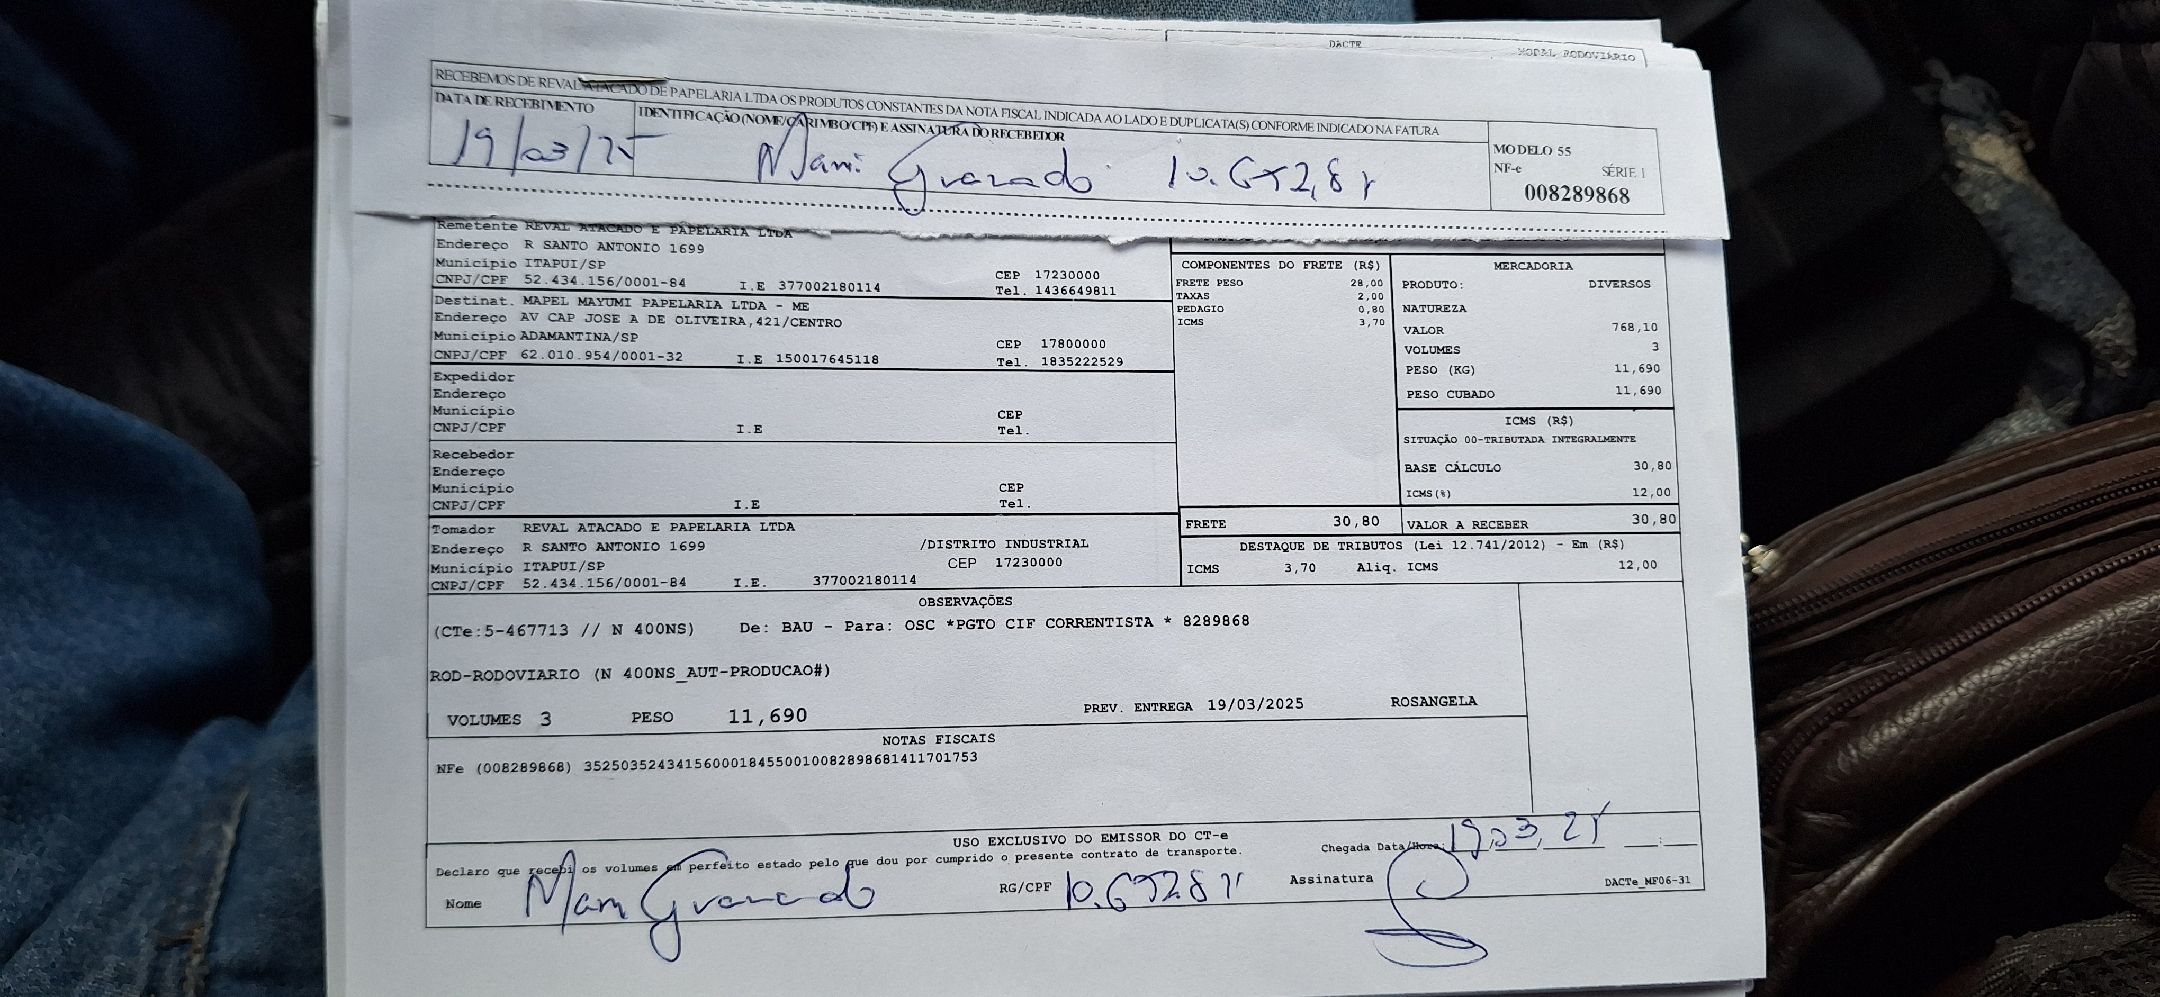 DACTE
MODAL RODOVIÁRIO
RECEBEMOS DE REVAL ATACADO DE PAPELARIA LTDA OS PRODUTOS CONSTANTES DA NOTA FISCAL INDICADA AO LADO E DUPLICATA(S) CONFORME INDICADO NA FATURA
DATA DE RECEBIMENTO IDENTIFICAÇÃO (NOME/CARIMBO/CPF) E ASSINATURA DO RECEBEDOR
19/03/25 Granado
MODELO 55
NF-e SÉRIE 1
008289868
Remetente REVAL ATACADO E PAPELARIA LTDA
Endereço R SANTO ANTONIO 1699
Município ITAPUI/SP CEP 17230000
CNPJ/CPF 52.434.156/0001-84 I.E 377002180114 Tel. 1436649811
Destinat. MAPEL MAYUMI PAPELARIA LTDA - ME
Endereço AV CAP JOSE A DE OLIVEIRA,421/CENTRO
Município ADAMANTINA/SP CEP 17800000
CNPJ/CPF 62.010.954/0001-32 I.E 150017645118 Tel. 1835222529
Expedidor
Endereço
Município CEP
CNPJ/CPF I.E Tel.
Recebedor
Endereço
Município CEP
CNPJ/CPF I.E Tel.
Tomador REVAL ATACADO E PAPELARIA LTDA
Endereço R SANTO ANTONIO 1699 /DISTRITO INDUSTRIAL
Município ITAPUI/SP CEP 17230000
CNPJ/CPF 52.434.156/0001-84 I.E. 377002180114
COMPONENTES DO FRETE (R$)
FRETE PESO 28,00
TAXAS 2,00
PEDAGIO 0,80
ICMS 3,70
MERCADORIA
PRODUTO: DIVERSOS
NATUREZA
VALOR 768,10
VOLUMES 3
PESO (KG) 11,690
PESO CUBADO 11,690
ICMS (R$)
SITUAÇÃO 00-TRIBUTADA INTEGRALMENTE
BASE CÁLCULO 30,80
ICMS(%) 12,00
FRETE 30,80 VALOR A RECEBER 30,80
DESTAQUE DE TRIBUTOS (Lei 12.741/2012) - Em (R$)
ICMS 3,70 Aliq. ICMS 12,00
OBSERVAÇÕES
(CTe:5-467713 // N 400NS) De: BAU - Para: OSC *PGTO CIF CORRENTISTA * 8289868
ROD-RODOVIARIO (N 400NS_AUT-PRODUCAO#)
VOLUMES 3 PESO 11,690 PREV. ENTREGA 19/03/2025 ROSANGELA
NOTAS FISCAIS
NFe (008289868) 35250352434156000184550010082898681411701753
USO EXCLUSIVO DO EMISSOR DO CT-e
Declaro que recebi os volumes em perfeito estado pelo que dou por cumprido o presente contrato de transporte.
Chegada Data/Hora: 19,03,25 __:__
Nome Granado RG/CPF Assinatura
DACTe_MF06-31